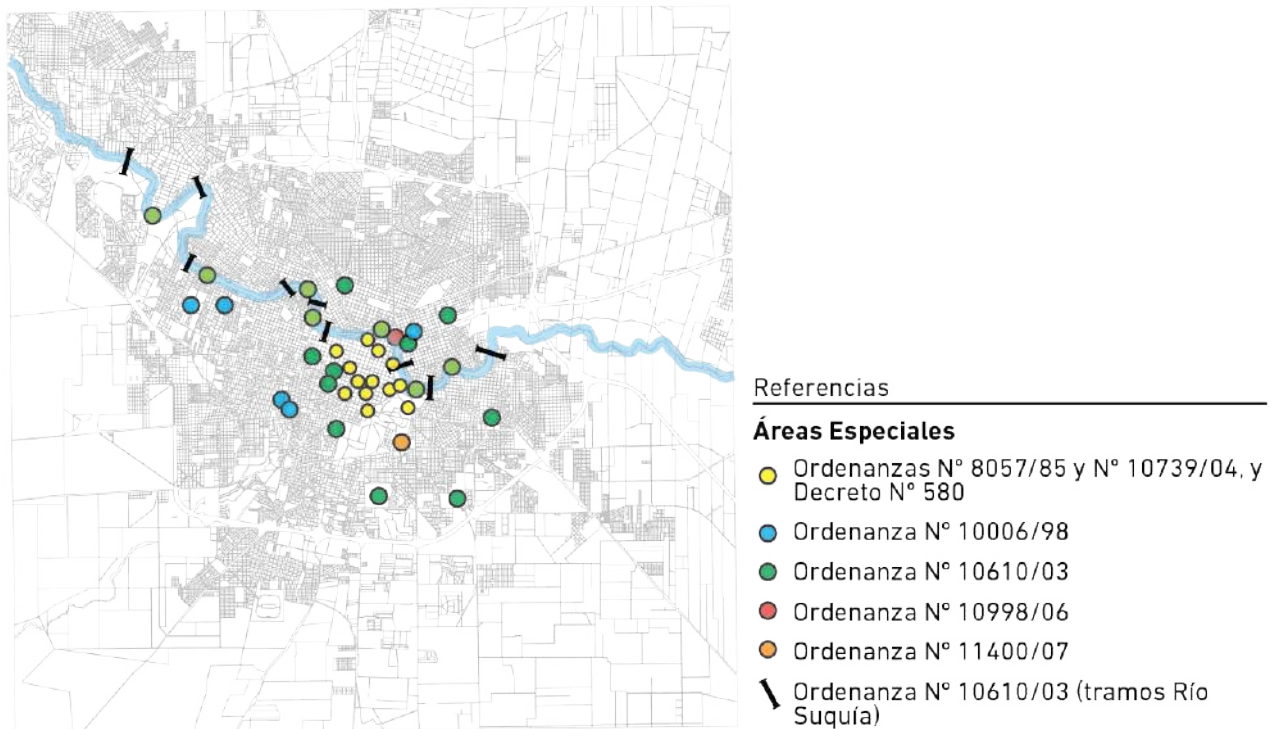 Referencias
Áreas Especiales
Ordenanzas N° 8057/85 y N° 10739/04, y
Decreto N° 580
Ordenanza N° 10006/98
Ordenanza N° 10610/03
Ordenanza N° 10998/06
Ordenanza N° 11400/07
Ordenanza N° 10610/03 (tramos Río
Suquía)